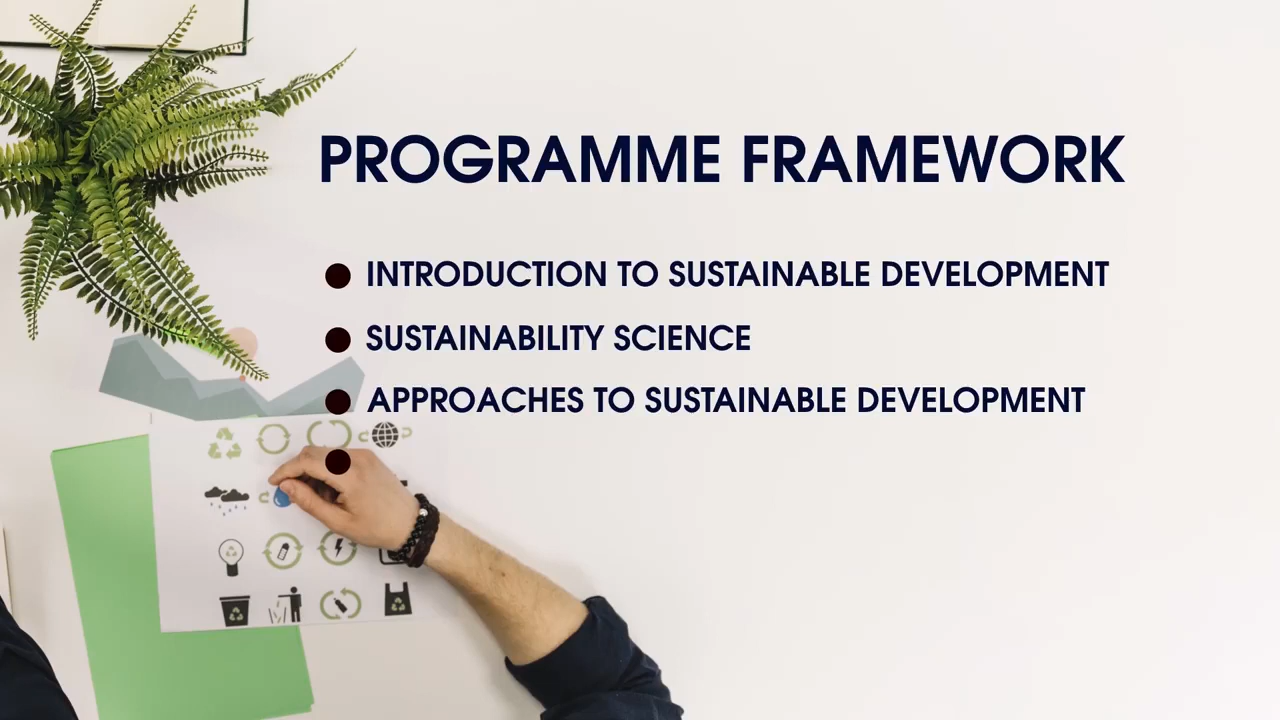 PROGRAMME FRAMEWORK
INTRODUCTION TO SUSTAINABLE DEVELOPMENT
SUSTAINABILITY SCIENCE
APPROACHES TO SUSTAINABLE DEVELOPMENT